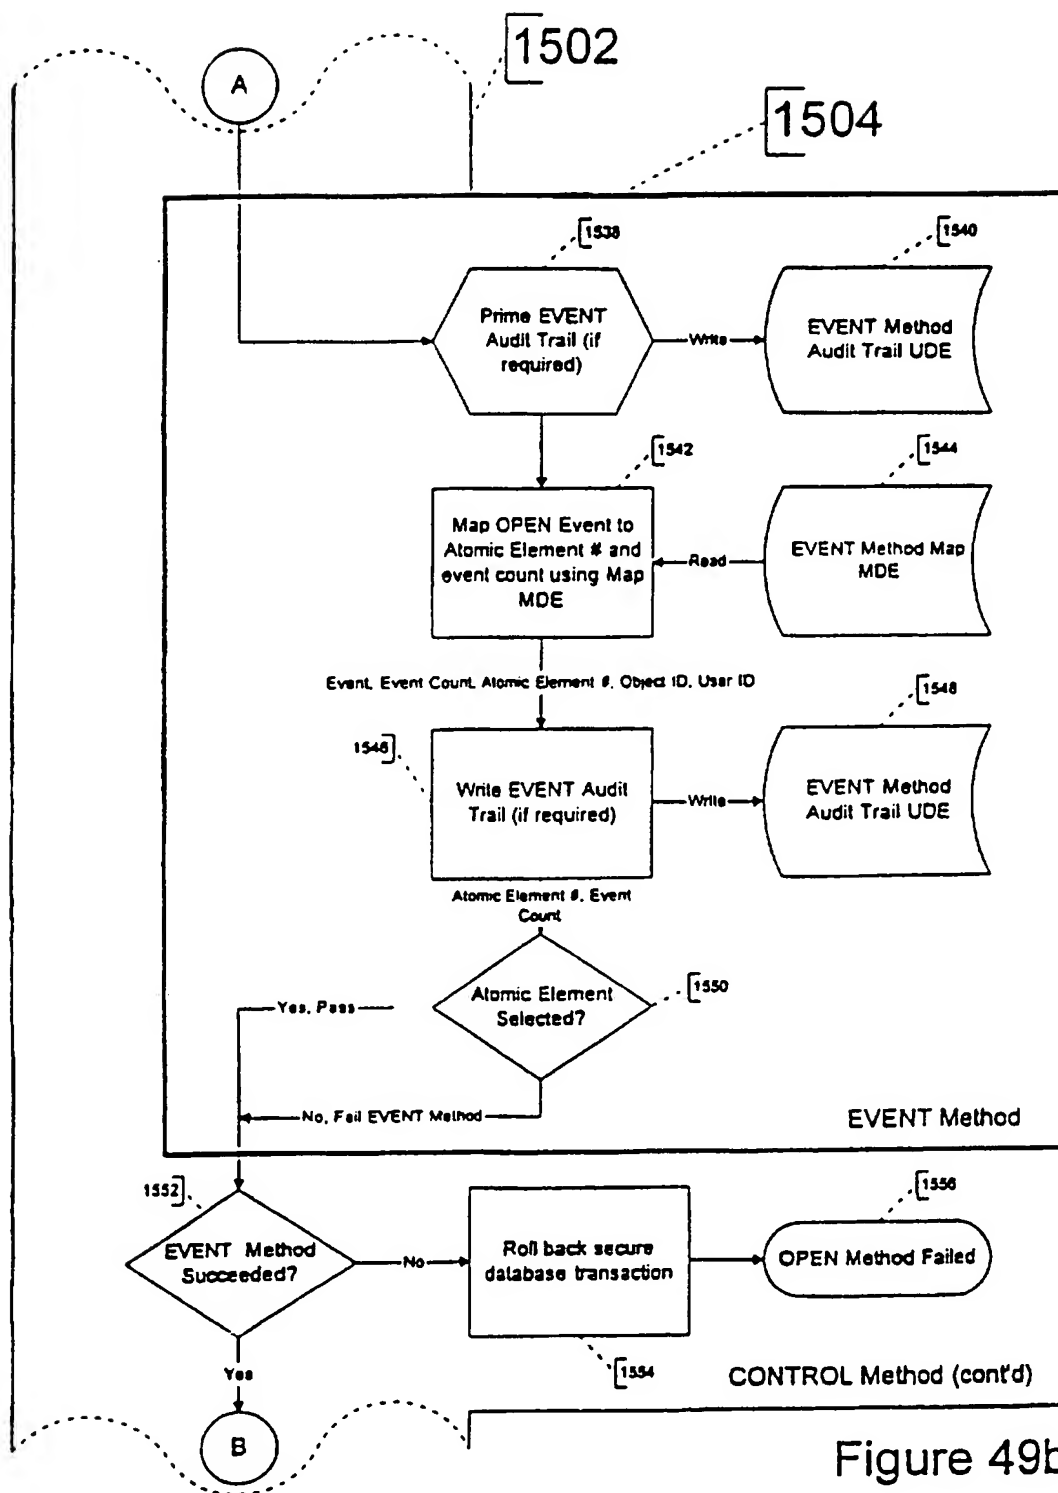 A
1502
1504
1538
Prime EVENT
Audit Trail (if
required)
Write
1540
EVENT Method
Audit Trail UDE
1542
Map OPEN Event to
Atomic Element # and
event count using Map
MDE
Read
1544
EVENT Method Map
MDE
Event, Event Count, Atomic Element #, Object ID, User ID
1546
Write EVENT Audit
Trail (if required)
Write
1548
EVENT Method
Audit Trail UDE
Atomic Element #, Event
Count
1550
Atomic Element
Selected?
Yes, Pass
No, Fail EVENT Method
EVENT Method
1552
EVENT Method
Succeeded?
No
Roll back secure
database transaction
1554
1556
OPEN Method Failed
Yes
CONTROL Method (cont'd)
B
Figure 49b